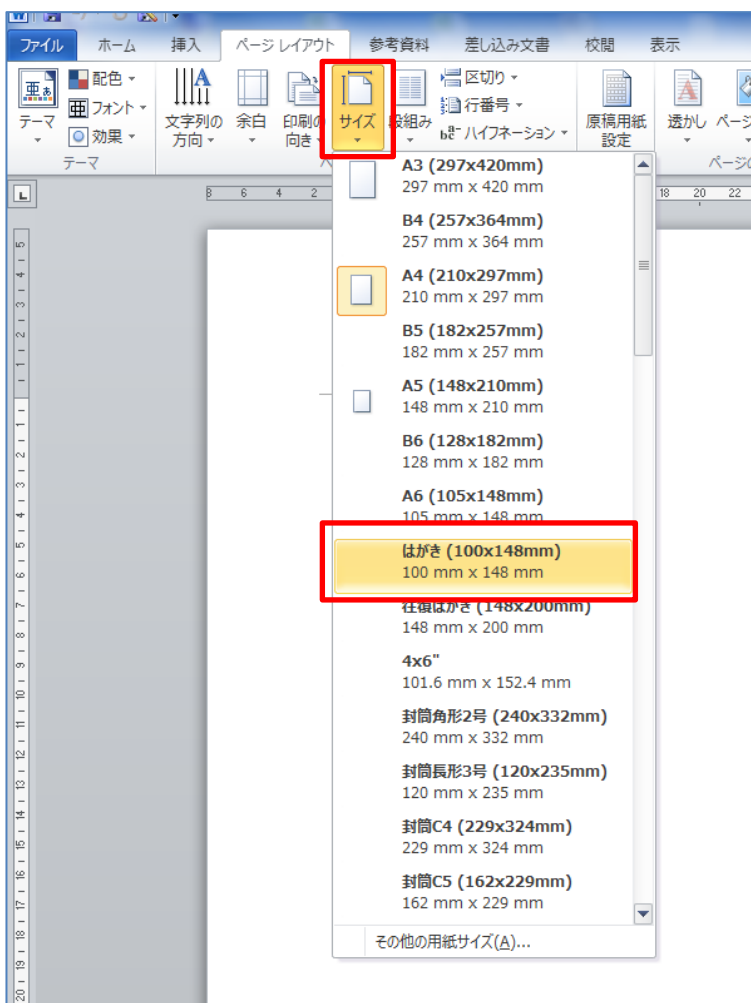 ファイル ホーム 挿入 ページ レイアウト 参考資料 差し込み文書 校閲 表示
配色
フォント
効果
テーマ
文字列の
方向
余白
印刷の
向き
サイズ
段組み
区切り
行番号
ハイフネーション
原稿用紙
設定
透かし
テーマ
8 6 4 2 18 20 22
A3 (297x420mm)
297 mm x 420 mm
B4 (257x364mm)
257 mm x 364 mm
A4 (210x297mm)
210 mm x 297 mm
B5 (182x257mm)
182 mm x 257 mm
A5 (148x210mm)
148 mm x 210 mm
B6 (128x182mm)
128 mm x 182 mm
A6 (105x148mm)
105 mm x 148 mm
はがき (100x148mm)
100 mm x 148 mm
往復はがき (148x200mm)
148 mm x 200 mm
4x6"
101.6 mm x 152.4 mm
封筒角形2号 (240x332mm)
240 mm x 332 mm
封筒長形3号 (120x235mm)
120 mm x 235 mm
封筒C4 (229x324mm)
229 mm x 324 mm
封筒C5 (162x229mm)
162 mm x 229 mm
その他の用紙サイズ(A)...